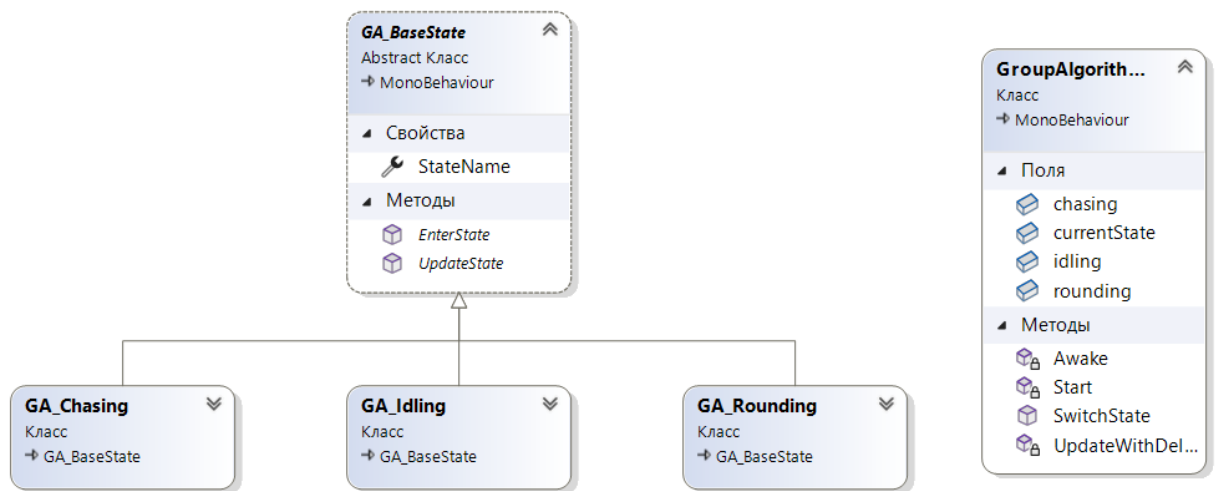 GA_BaseState
Abstract Класс
MonoBehaviour
Свойства
StateName
Методы
EnterState
UpdateState
GroupAlgorith...
Класс
MonoBehaviour
Поля
chasing
currentState
idling
rounding
Методы
Awake
Start
SwitchState
UpdateWithDel...
GA_Chasing
Класс
GA_BaseState
GA_Idling
Класс
GA_BaseState
GA_Rounding
Класс
GA_BaseState